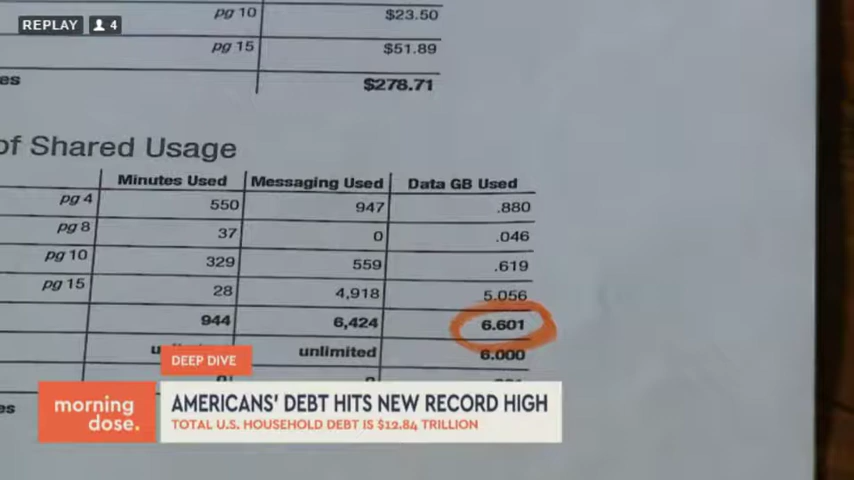 REPLAY 4
pg 10 $23.50
pg 15 $51.89
es $278.71
of Shared Usage
Minutes Used Messaging Used Data GB Used
pg 4 550 947 .880
pg 8 37 0 .046
pg 10 329 559 .619
pg 15 28 4,918 5.056
944 6,424 6.601
unlimited 6.000
DEEP DIVE
morning
dose.
AMERICANS' DEBT HITS NEW RECORD HIGH
TOTAL U.S. HOUSEHOLD DEBT IS $12.84 TRILLION